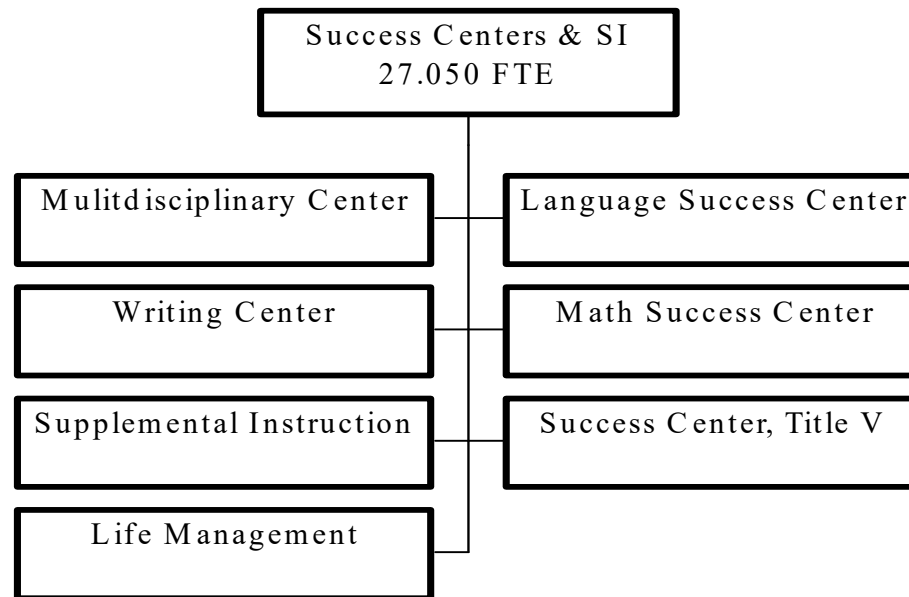 Success Centers & SI
27.050 FTE
Mulitdisciplinary Center
Language Success Center
Writing Center
Math Success Center
Supplemental Instruction
Success Center, Title V
Life Management